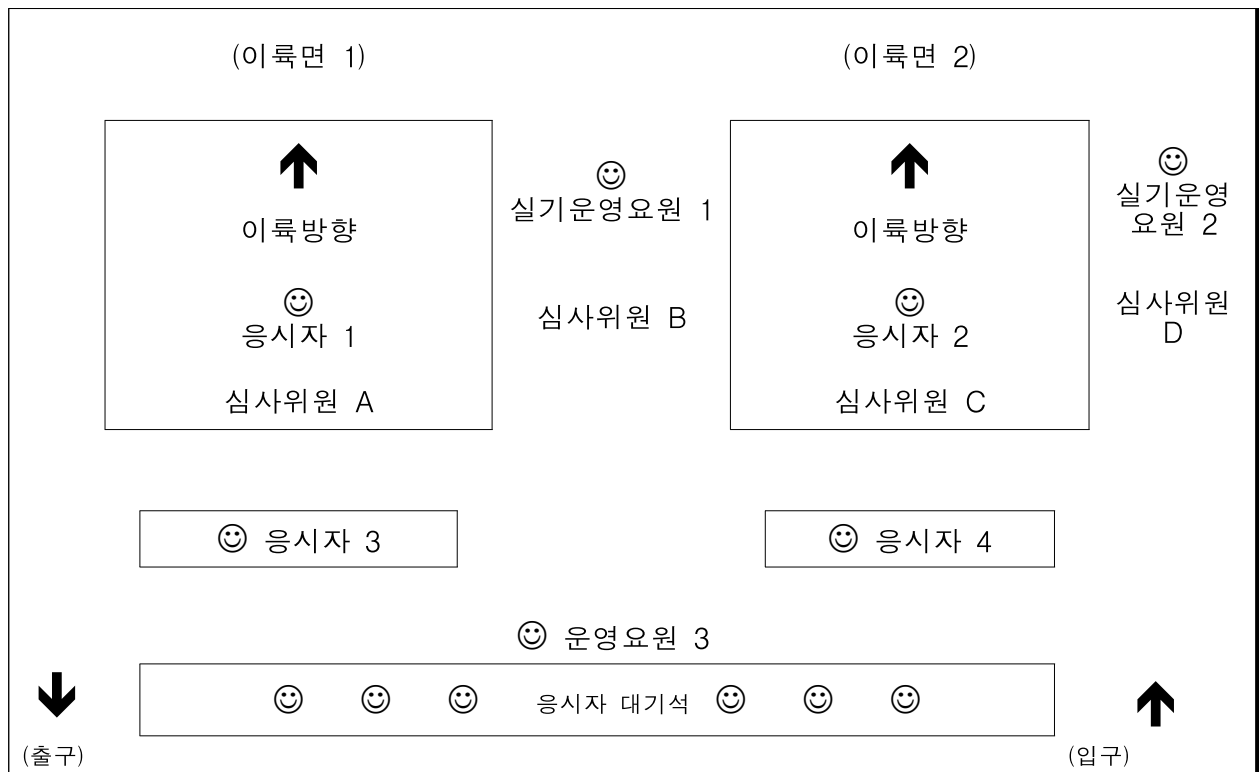 (이륙면 1)
(이륙면 2)
이륙방향
응시자 1
심사위원 A
실기운영요원 1
심사위원 B
이륙방향
응시자 2
심사위원 C
실기운영
요원 2
심사위원
D
응시자 3
응시자 4
운영요원 3
응시자 대기석
(출구)
(입구)